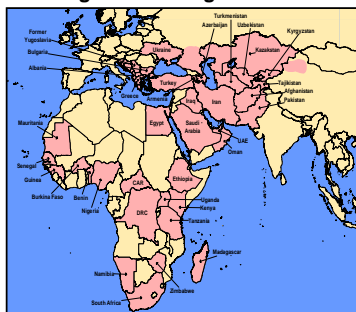 Turkmenistan
Former
Yugoslavia
Azerbaijan
Uzbekistan
Kyrgyzatan
Bulgaria
Ukraine
Kazakstan
Albania
Turkey
Tajikistan
Afghanistan
Greece
Armenia
Iraq
Iran
Pakistan
Egypt
Saudi -
Arabia
UAE
Oman
Mauritania
Senegal
Guinea
Burkina Faso
Benin
Nigeria
CAR
Ethiopia
Uganda
Kenya
DRC
Tanzania
Madagascar
Namibia
Zimbabwe
South Africa